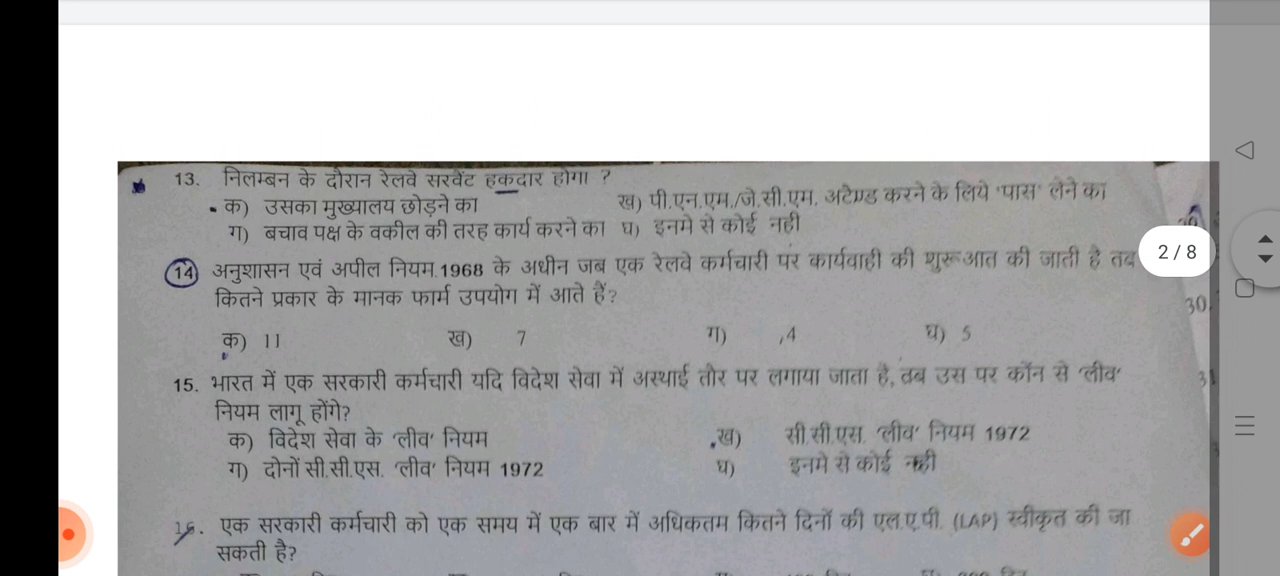 13. निलम्बन के दौरान रेलवे सरवेंट हकदार होगा ?
क) उसका मुख्यालय छोड़ने का ख) पी.एन.एम./जे.सी.एम. अटैण्ड करने के लिये 'पास' लेने का
ग) बचाव पक्ष के वकील की तरह कार्य करने का घ) इनमे से कोई नही
14 अनुशासन एवं अपील नियम 1968 के अधीन जब एक रेलवे कर्मचारी पर कार्यवाही की शुरूआत की जाती है तब
2 / 8
कितने प्रकार के मानक फार्म उपयोग में आते हैं?
30.
क) 11 ख) 7 ग) 4 घ) 5
15. भारत में एक सरकारी कर्मचारी यदि विदेश सेवा में अस्थाई तौर पर लगाया जाता है, तब उस पर कौंन से 'लीव'
31
नियम लागू होंगे?
क) विदेश सेवा के 'लीव' नियम ख) सी.सी.एस. 'लीव' नियम 1972
ग) दोनों सी.सी.एस. 'लीव' नियम 1972 घ) इनमे से कोई नही
16. एक सरकारी कर्मचारी को एक समय में एक बार में अधिकतम कितने दिनों की एल.ए.पी. (LAP) स्वीकृत की जा
सकती है?